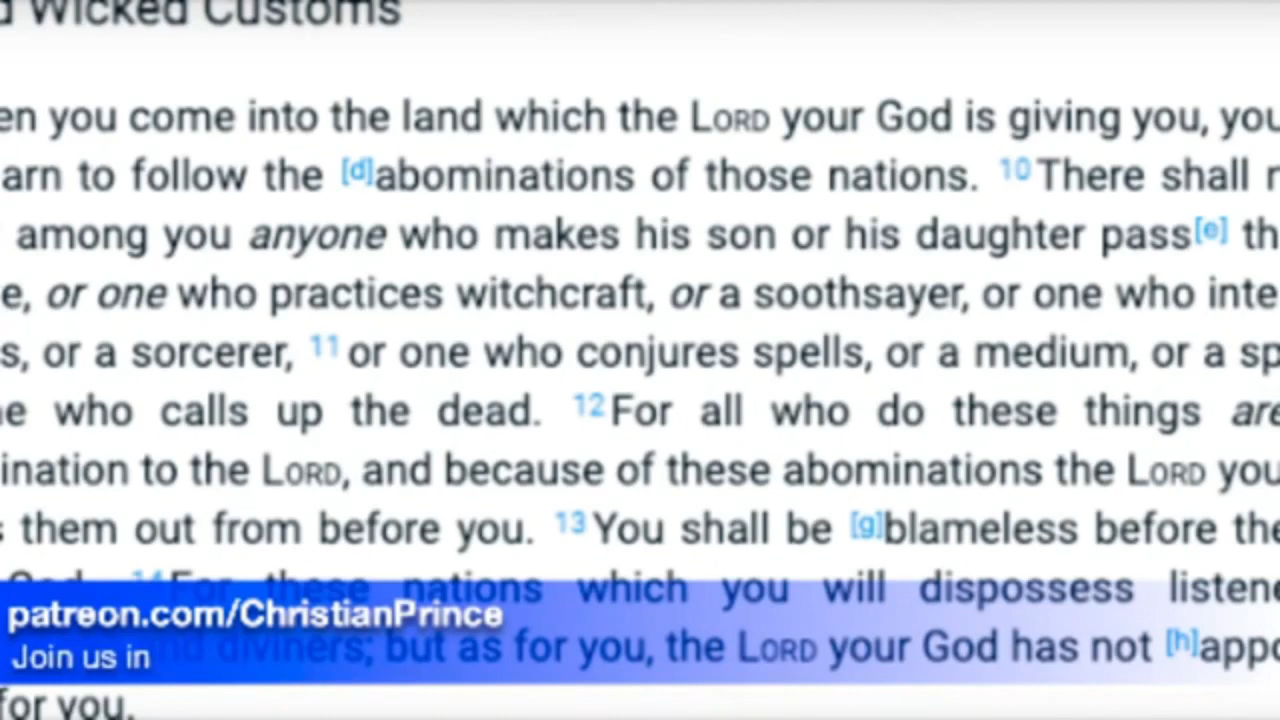 d Wicked Customs
en you come into the land which the LORD your God is giving you, you
arn to follow the [d]abominations of those nations. 10 There shall n
among you anyone who makes his son or his daughter pass[e] th
e, or one who practices witchcraft, or a soothsayer, or one who inte
s, or a sorcerer, 11 or one who conjures spells, or a medium, or a sp
ne who calls up the dead. 12 For all who do these things are
ination to the LORD, and because of these abominations the LORD you
s them out from before you. 13 You shall be [g]blameless before the
God. 14 For these nations which you will dispossess listene
patreon.com/ChristianPrince
and diviners; but as for you, the LORD your God has not [h]appo
Join us in
for you.